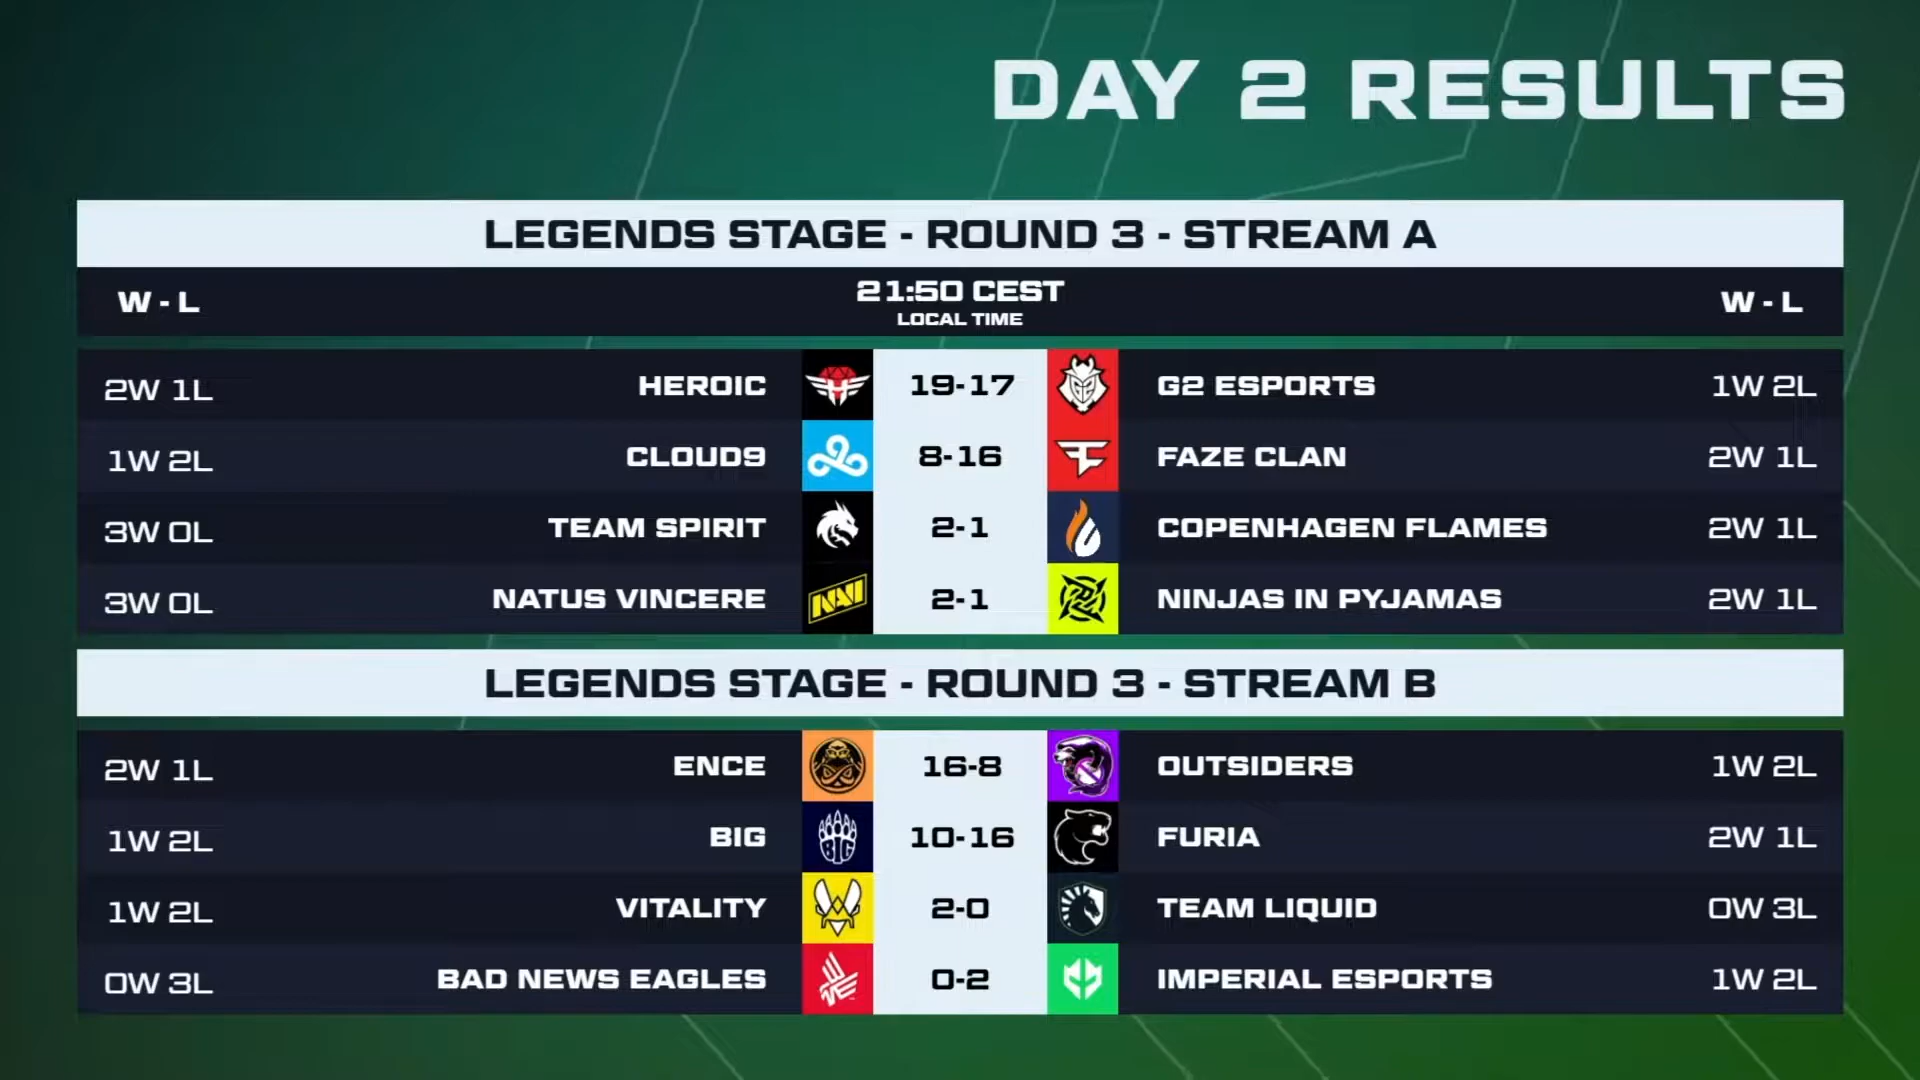 DAY 2 RESULTS
LEGENDS STAGE - ROUND 3 - STREAM A
W - L 21:50 CEST W - L
LOCAL TIME
2W 1L HEROIC 19-17 G2 ESPORTS 1W 2L
1W 2L CLOUD9 8-16 FAZE CLAN 2W 1L
3W 0L TEAM SPIRIT 2-1 COPENHAGEN FLAMES 2W 1L
3W 0L NATUS VINCERE NAVI 2-1 NINJAS IN PYJAMAS 2W 1L
LEGENDS STAGE - ROUND 3 - STREAM B
2W 1L ENCE 16-8 OUTSIDERS 1W 2L
1W 2L BIG BIG 10-16 FURIA 2W 1L
1W 2L VITALITY 2-0 TEAM LIQUID 0W 3L
0W 3L BAD NEWS EAGLES 0-2 IMPERIAL ESPORTS 1W 2L